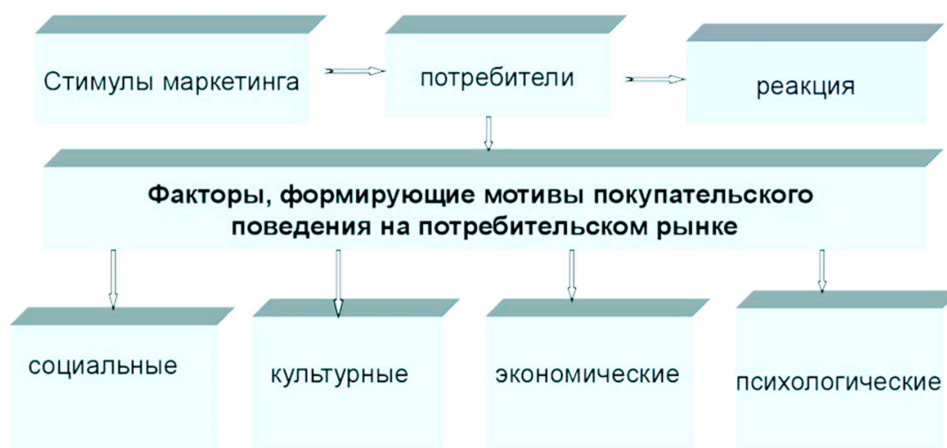 Стимулы маркетинга
потребители
реакция
Факторы, формирующие мотивы покупательского
поведения на потребительском рынке
социальные
культурные
экономические
психологические